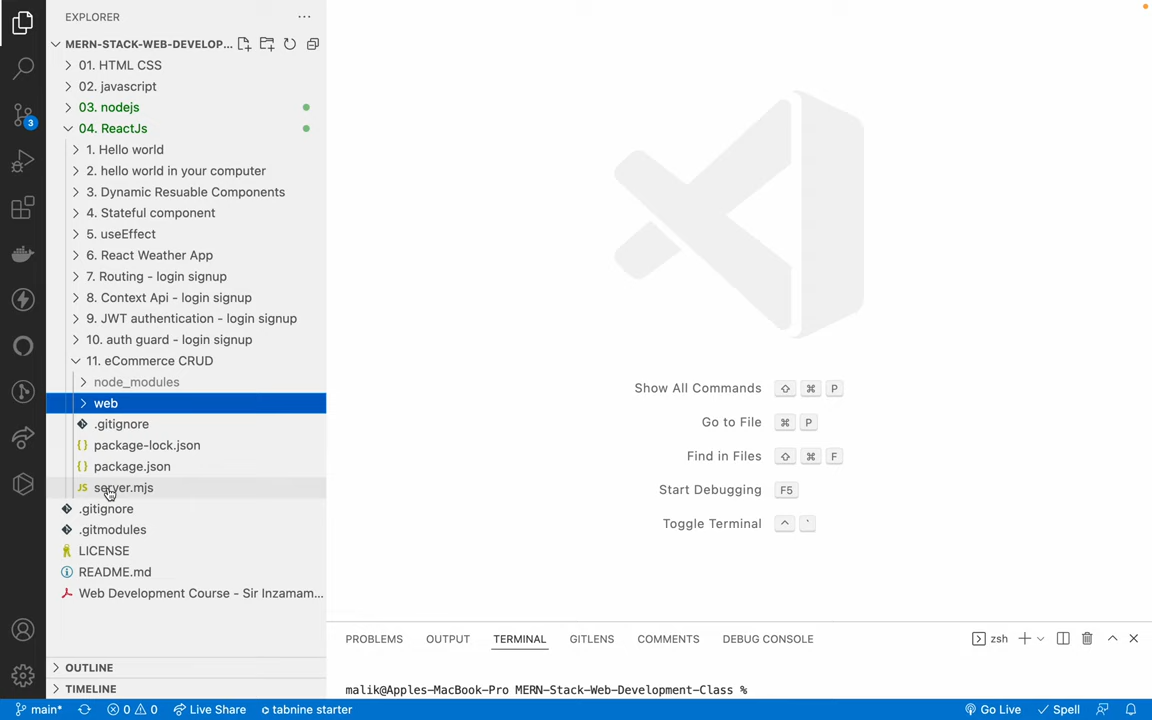 EXPLORER
MERN-STACK-WEB-DEVELOP...
01. HTML CSS
02. javascript
03. nodejs
04. ReactJs
1. Hello world
2. hello world in your computer
3. Dynamic Resuable Components
4. Stateful component
5. useEffect
6. React Weather App
7. Routing - login signup
8. Context Api - login signup
9. JWT authentication - login signup
10. auth guard - login signup
11. eCommerce CRUD
node_modules
web
.gitignore
package-lock.json
package.json
JS server.mjs
.gitignore
.gitmodules
LICENSE
README.md
Web Development Course - Sir Inzamam...
OUTLINE
TIMELINE
3
Show All Commands ⇧ ⌘ P
Go to File ⌘ P
Find in Files ⇧ ⌘ F
Start Debugging F5
Toggle Terminal ^ `
PROBLEMS OUTPUT TERMINAL GITLENS COMMENTS DEBUG CONSOLE zsh
malik@Apples-MacBook-Pro MERN-Stack-Web-Development-Class %
main* 0 0 Live Share tabnine starter Go Live Spell